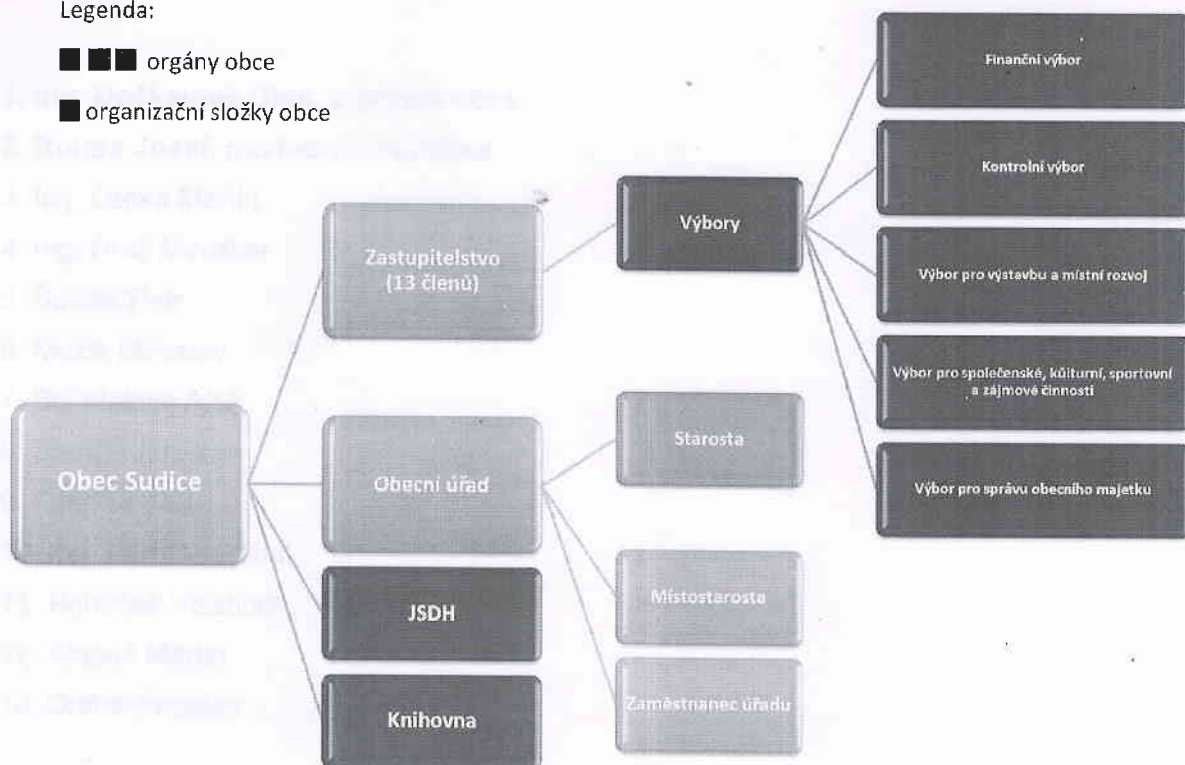 Legenda:
orgány obce
organizační složky obce
Obec Sudice
Zastupitelstvo
(13 členů)
Obecní úřad
JSDH
Knihovna
Výbory
Starosta
Místostarosta
Zaměstnanec úřadu
Finanční výbor
Kontrolní výbor
Výbor pro výstavbu a místní rozvoj
Výbor pro společenské, kulturní, sportovní
a zájmové činnosti
Výbor pro správu obecního majetku